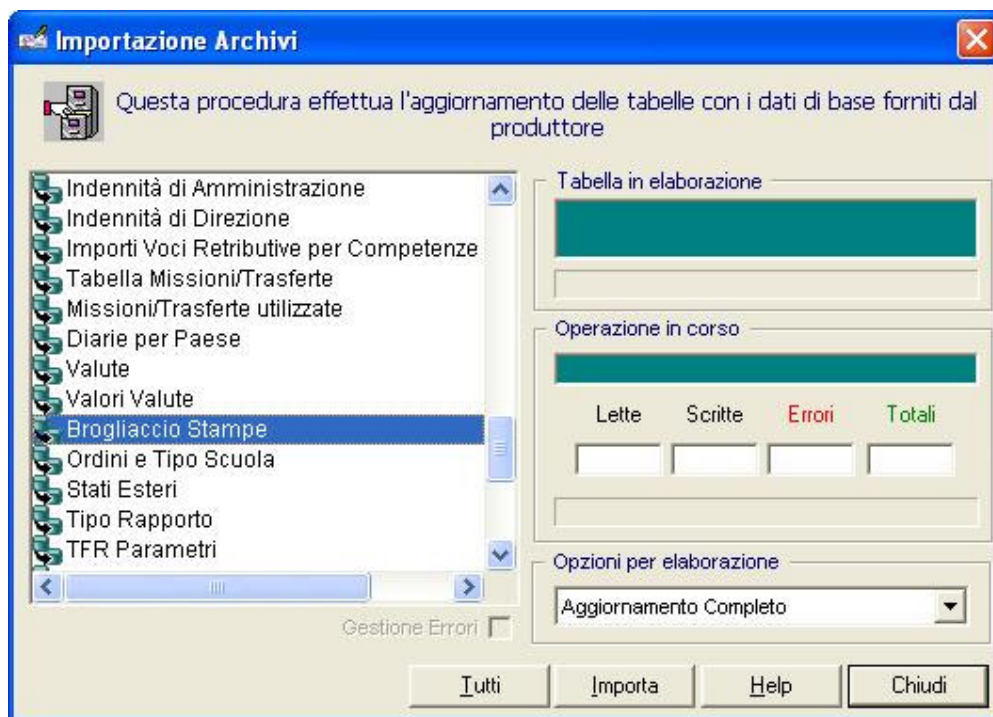 Importazione Archivi
Questa procedura effettua l'aggiornamento delle tabelle con i dati di base forniti dal
produttore
Indennità di Amministrazione
Indennità di Direzione
Importi Voci Retributive per Competenze
Tabella Missioni/Trasferte
Missioni/Trasferte utilizzate
Diarie per Paese
Valute
Valori Valute
Brogliaccio Stampe
Ordini e Tipo Scuola
Stati Esteri
Tipo Rapporto
TFR Parametri
Gestione Errori
Tabella in elaborazione
Operazione in corso
Lette Scritte Errori Totali
Opzioni per elaborazione
Aggiornamento Completo
Tutti Importa Help Chiudi